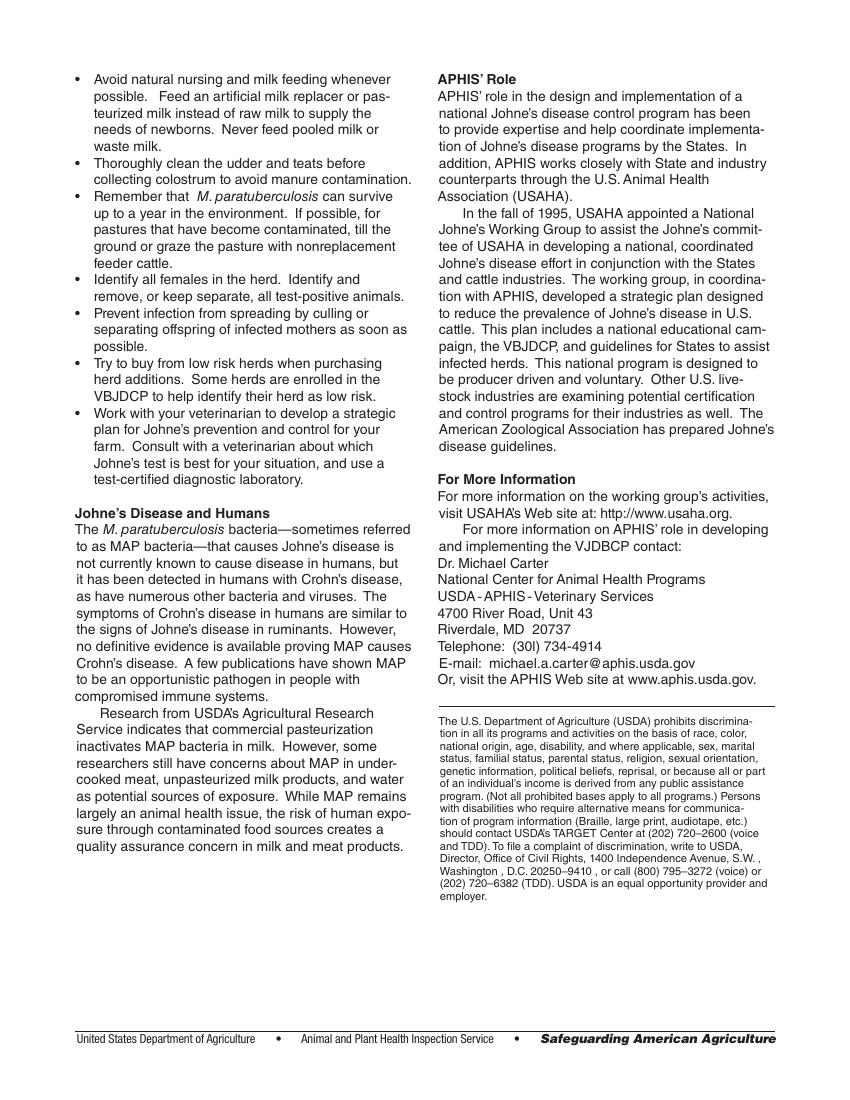 • Avoid natural nursing and milk feeding whenever
possible. Feed an artificial milk replacer or pas-
teurized milk instead of raw milk to supply the
needs of newborns. Never feed pooled milk or
waste milk.
• Thoroughly clean the udder and teats before
collecting colostrum to avoid manure contamination.
• Remember that M. paratuberculosis can survive
up to a year in the environment. If possible, for
pastures that have become contaminated, till the
ground or graze the pasture with nonreplacement
feeder cattle.
• Identify all females in the herd. Identify and
remove, or keep separate, all test-positive animals.
• Prevent infection from spreading by culling or
separating offspring of infected mothers as soon as
possible.
• Try to buy from low risk herds when purchasing
herd additions. Some herds are enrolled in the
VBJDCP to help identify their herd as low risk.
• Work with your veterinarian to develop a strategic
plan for Johne’s prevention and control for your
farm. Consult with a veterinarian about which
Johne’s test is best for your situation, and use a
test-certified diagnostic laboratory.
Johne’s Disease and Humans
The M. paratuberculosis bacteria—sometimes referred
to as MAP bacteria—that causes Johne’s disease is
not currently known to cause disease in humans, but
it has been detected in humans with Crohn’s disease,
as have numerous other bacteria and viruses. The
symptoms of Crohn’s disease in humans are similar to
the signs of Johne’s disease in ruminants. However,
no definitive evidence is available proving MAP causes
Crohn’s disease. A few publications have shown MAP
to be an opportunistic pathogen in people with
compromised immune systems.
Research from USDA’s Agricultural Research
Service indicates that commercial pasteurization
inactivates MAP bacteria in milk. However, some
researchers still have concerns about MAP in under-
cooked meat, unpasteurized milk products, and water
as potential sources of exposure. While MAP remains
largely an animal health issue, the risk of human expo-
sure through contaminated food sources creates a
quality assurance concern in milk and meat products.
APHIS’ Role
APHIS’ role in the design and implementation of a
national Johne’s disease control program has been
to provide expertise and help coordinate implementa-
tion of Johne’s disease programs by the States. In
addition, APHIS works closely with State and industry
counterparts through the U.S. Animal Health
Association (USAHA).
In the fall of 1995, USAHA appointed a National
Johne’s Working Group to assist the Johne’s commit-
tee of USAHA in developing a national, coordinated
Johne’s disease effort in conjunction with the States
and cattle industries. The working group, in coordina-
tion with APHIS, developed a strategic plan designed
to reduce the prevalence of Johne’s disease in U.S.
cattle. This plan includes a national educational cam-
paign, the VBJDCP, and guidelines for States to assist
infected herds. This national program is designed to
be producer driven and voluntary. Other U.S. live-
stock industries are examining potential certification
and control programs for their industries as well. The
American Zoological Association has prepared Johne’s
disease guidelines.
For More Information
For more information on the working group’s activities,
visit USAHA’s Web site at: http://www.usaha.org.
For more information on APHIS’ role in developing
and implementing the VJDBCP contact:
Dr. Michael Carter
National Center for Animal Health Programs
USDA-APHIS-Veterinary Services
4700 River Road, Unit 43
Riverdale, MD 20737
Telephone: (30l) 734-4914
E-mail: michael.a.carter@aphis.usda.gov
Or, visit the APHIS Web site at www.aphis.usda.gov.
The U.S. Department of Agriculture (USDA) prohibits discrimina-
tion in all its programs and activities on the basis of race, color,
national origin, age, disability, and where applicable, sex, marital
status, familial status, parental status, religion, sexual orientation,
genetic information, political beliefs, reprisal, or because all or part
of an individual’s income is derived from any public assistance
program. (Not all prohibited bases apply to all programs.) Persons
with disabilities who require alternative means for communica-
tion of program information (Braille, large print, audiotape, etc.)
should contact USDA’s TARGET Center at (202) 720–2600 (voice
and TDD). To file a complaint of discrimination, write to USDA,
Director, Office of Civil Rights, 1400 Independence Avenue, S.W. ,
Washington , D.C. 20250–9410 , or call (800) 795–3272 (voice) or
(202) 720–6382 (TDD). USDA is an equal opportunity provider and
employer.
United States Department of Agriculture • Animal and Plant Health Inspection Service • Safeguarding American Agriculture